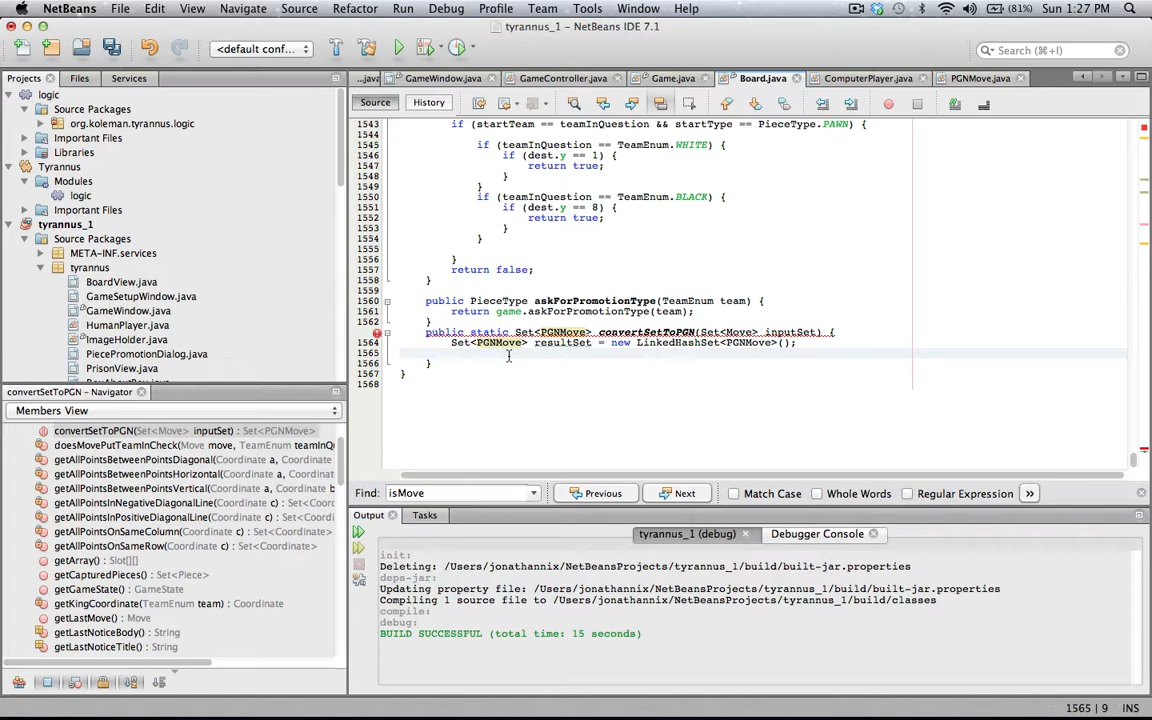 NetBeans File Edit View Navigate Source Refactor Run Debug Profile Team Tools Window Help (81%) Sun 1:27 PM
tyrannus_1 – NetBeans IDE 7.1
<default conf... Search (⌘+I)
Projects Files Services
...java GameWindow.java GameController.java Game.java Board.java ComputerPlayer.java PGNMove.java
Source History
logic
Source Packages
org.koleman.tyrannus.logic
Important Files
Libraries
Tyrannus
Modules
logic
Important Files
tyrannus_1
Source Packages
META-INF.services
tyrannus
BoardView.java
GameSetupWindow.java
GameWindow.java
HumanPlayer.java
ImageHolder.java
PiecePromotionDialog.java
PrisonView.java
1543 if (startTeam == teamInQuestion && startType == PieceType.PAWN) {
1544
1545 if (teamInQuestion == TeamEnum.WHITE) {
1546 if (dest.y == 1) {
1547 return true;
1548 }
1549 }
1550 if (teamInQuestion == TeamEnum.BLACK) {
1551 if (dest.y == 8) {
1552 return true;
1553 }
1554 }
1555
1556 }
1557 return false;
1558 }
1559
1560 public PieceType askForPromotionType(TeamEnum team) {
1561 return game.askForPromotionType(team);
1562 }
public static Set<PGNMove> convertSetToPGN(Set<Move> inputSet) {
1564 Set<PGNMove> resultSet = new LinkedHashSet<PGNMove>();
1565
1566 }
1567 }
1568
convertSetToPGN – Navigator
Members View
convertSetToPGN(Set<Move> inputSet) : Set<PGNMove>
doesMovePutTeamInCheck(Move move, TeamEnum teamInQu
getAllPointsBetweenPointsDiagonal(Coordinate a, Coordinate
getAllPointsBetweenPointsHorizontal(Coordinate a, Coordinat
getAllPointsBetweenPointsVertical(Coordinate a, Coordinate b
getAllPointsInNegativeDiagonalLine(Coordinate c) : Set<Coor
getAllPointsInPositiveDiagonalLine(Coordinate c) : Set<Coord
getAllPointsOnSameColumn(Coordinate c) : Set<Coordinate>
getAllPointsOnSameRow(Coordinate c) : Set<Coordinate>
getArray() : Slot[][]
getCapturedPieces() : Set<Piece>
getGameState() : GameState
getKingCoordinate(TeamEnum team) : Coordinate
getLastMove() : Move
getLastNoticeBody() : String
getLastNoticeTitle() : String
Find: isMove Previous Next Match Case Whole Words Regular Expression »
Output Tasks
tyrannus_1 (debug) Debugger Console
init:
Deleting: /Users/jonathannix/NetBeansProjects/tyrannus_1/build/built-jar.properties
deps-jar:
Updating property file: /Users/jonathannix/NetBeansProjects/tyrannus_1/build/built-jar.properties
Compiling 1 source file to /Users/jonathannix/NetBeansProjects/tyrannus_1/build/classes
compile:
debug:
BUILD SUCCESSFUL (total time: 15 seconds)
1565 | 9 INS